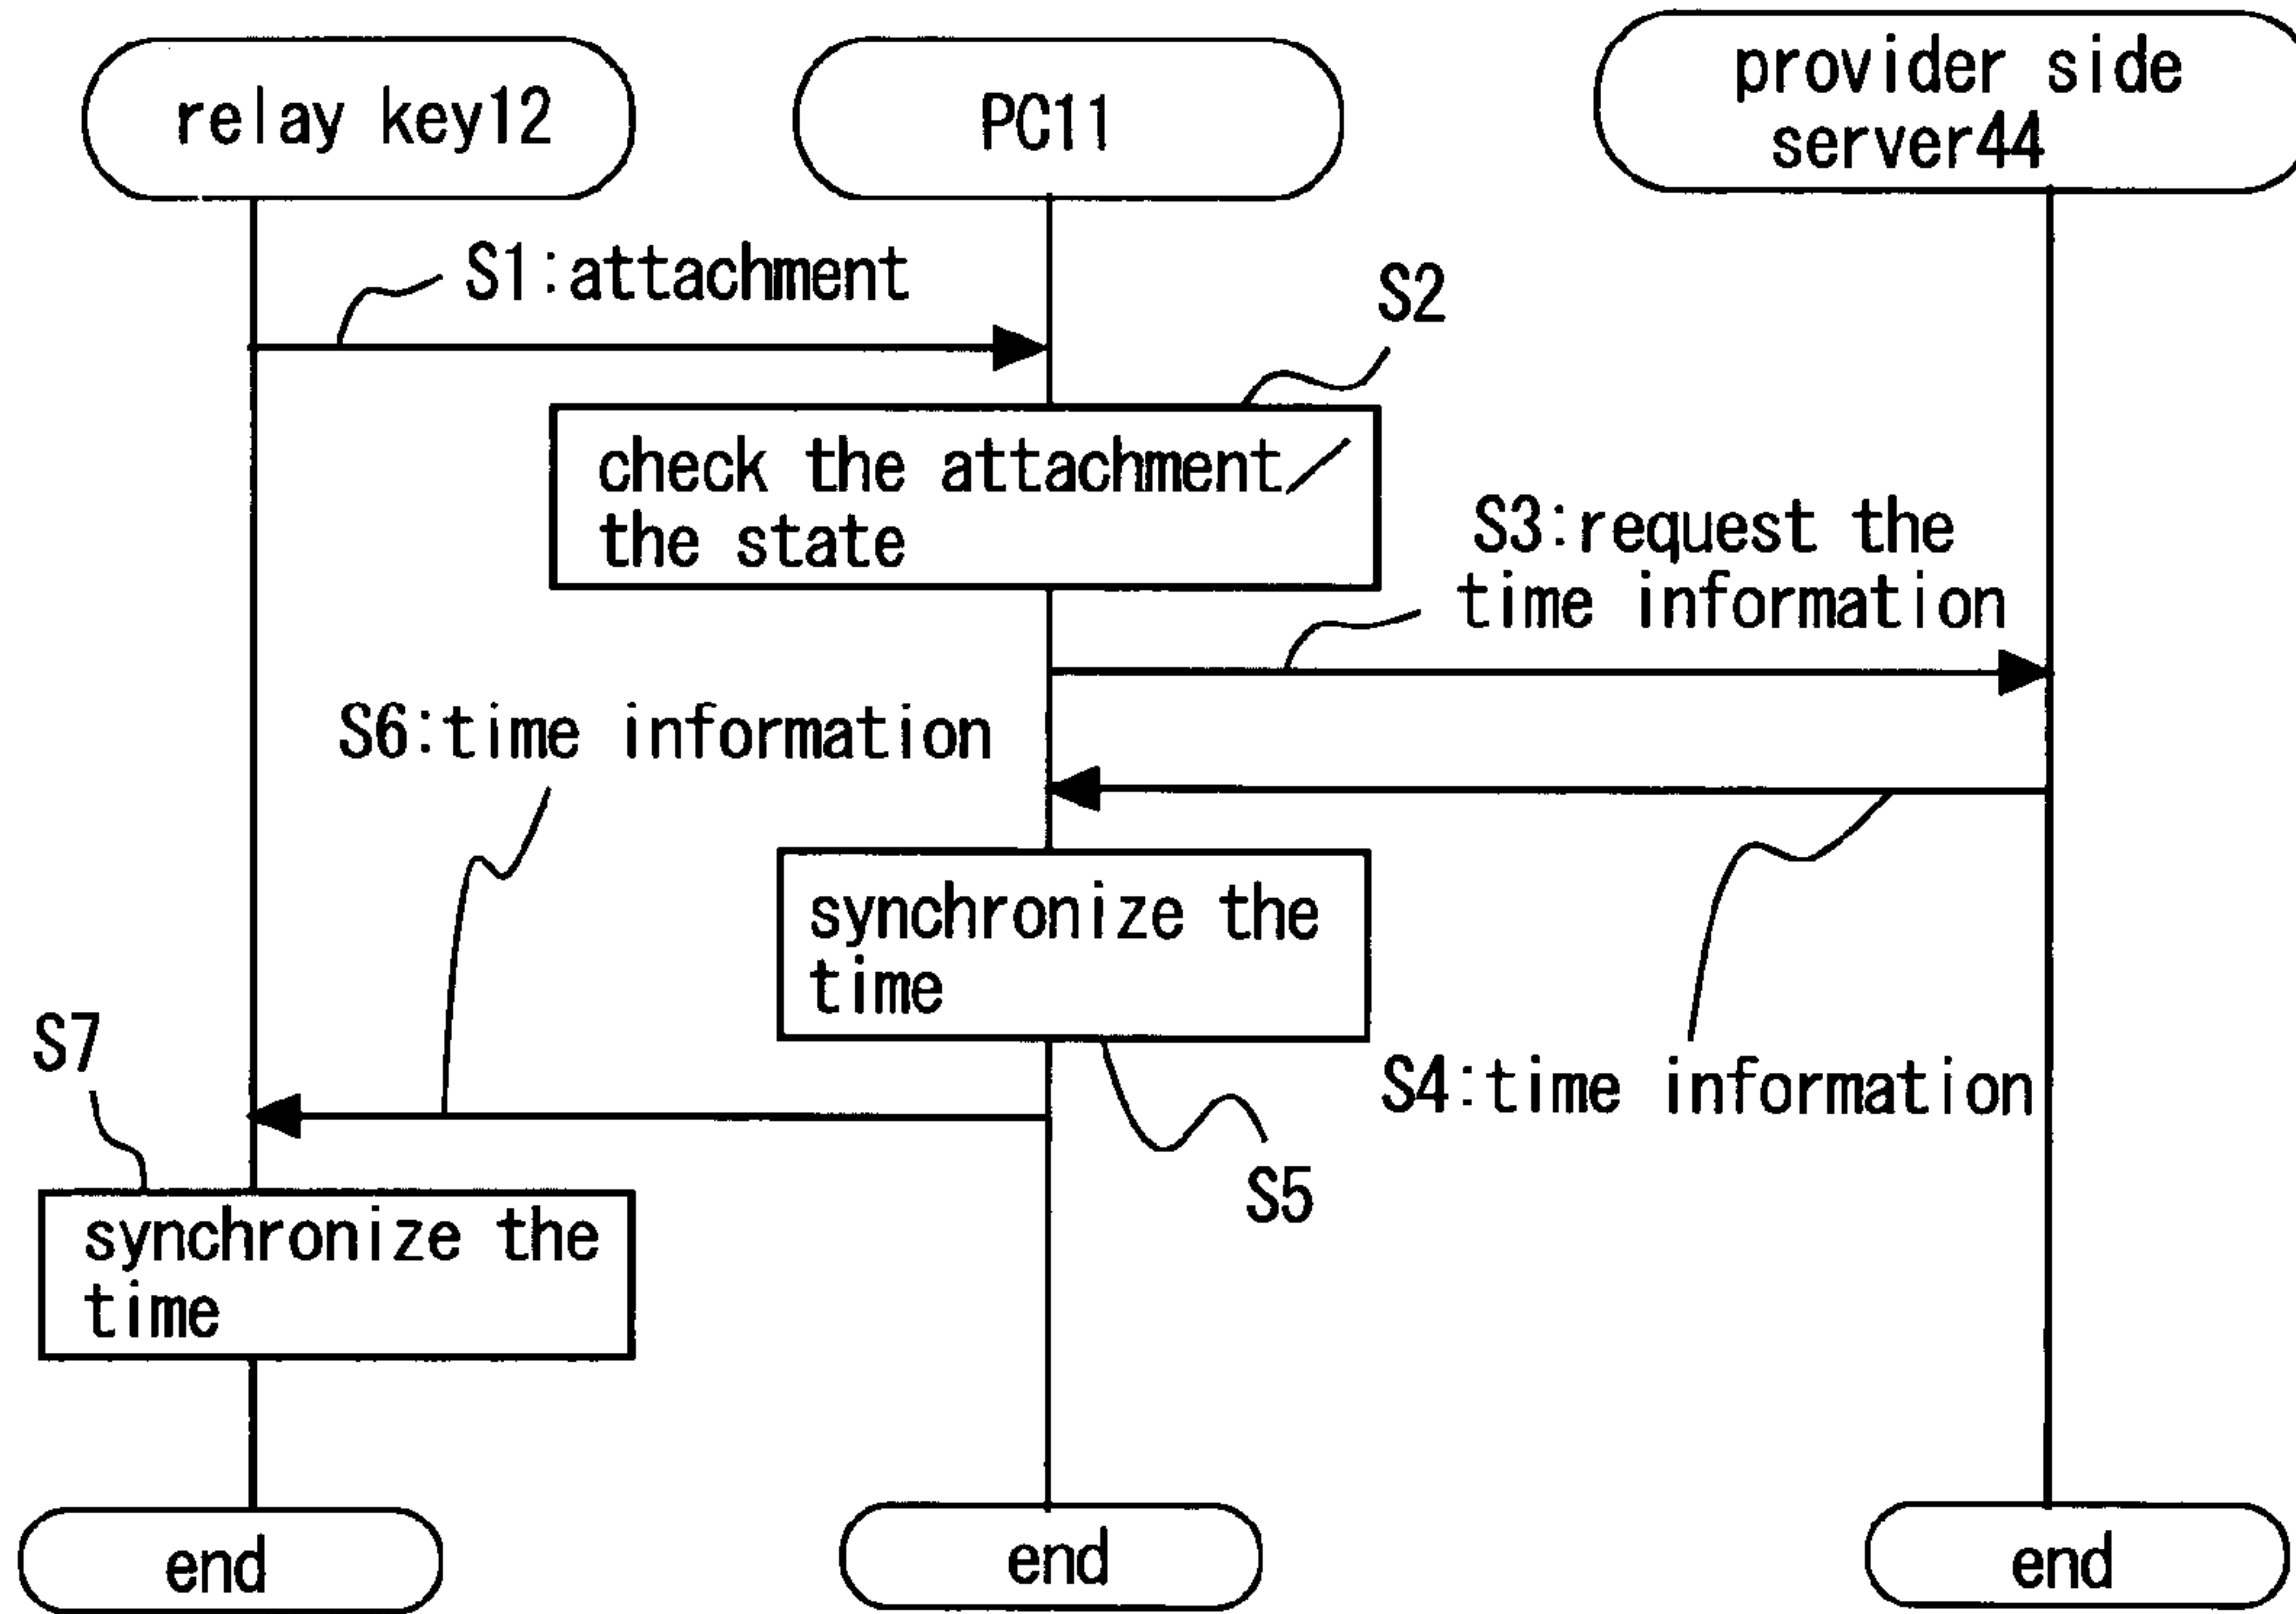 relay key12
PC11
provider side
server44
S1:attachment
S2
check the attachment/
the state
S3:request the
time information
S6:time information
synchronize the
time
S7
S4:time information
S5
synchronize the
time
end
end
end